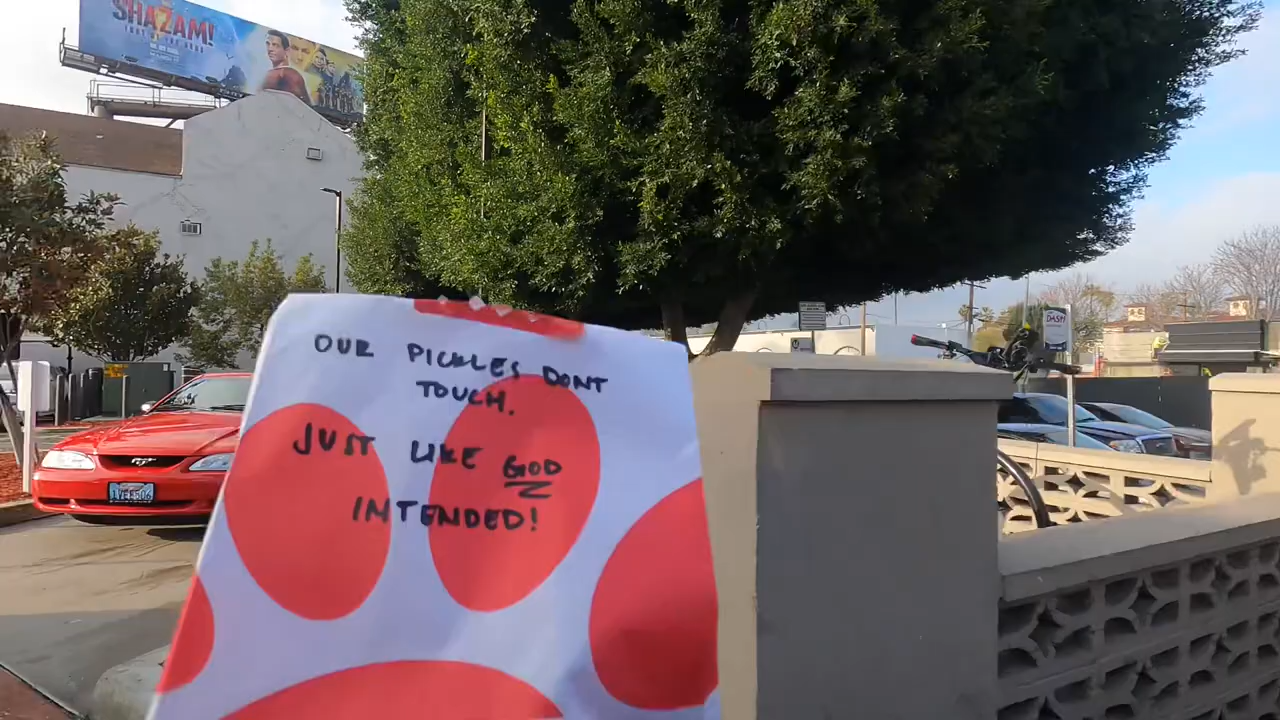 SHAZAM!
OUR PICKLES DONT
TOUCH.
JUST LIKE GOD
INTENDED!
DASH